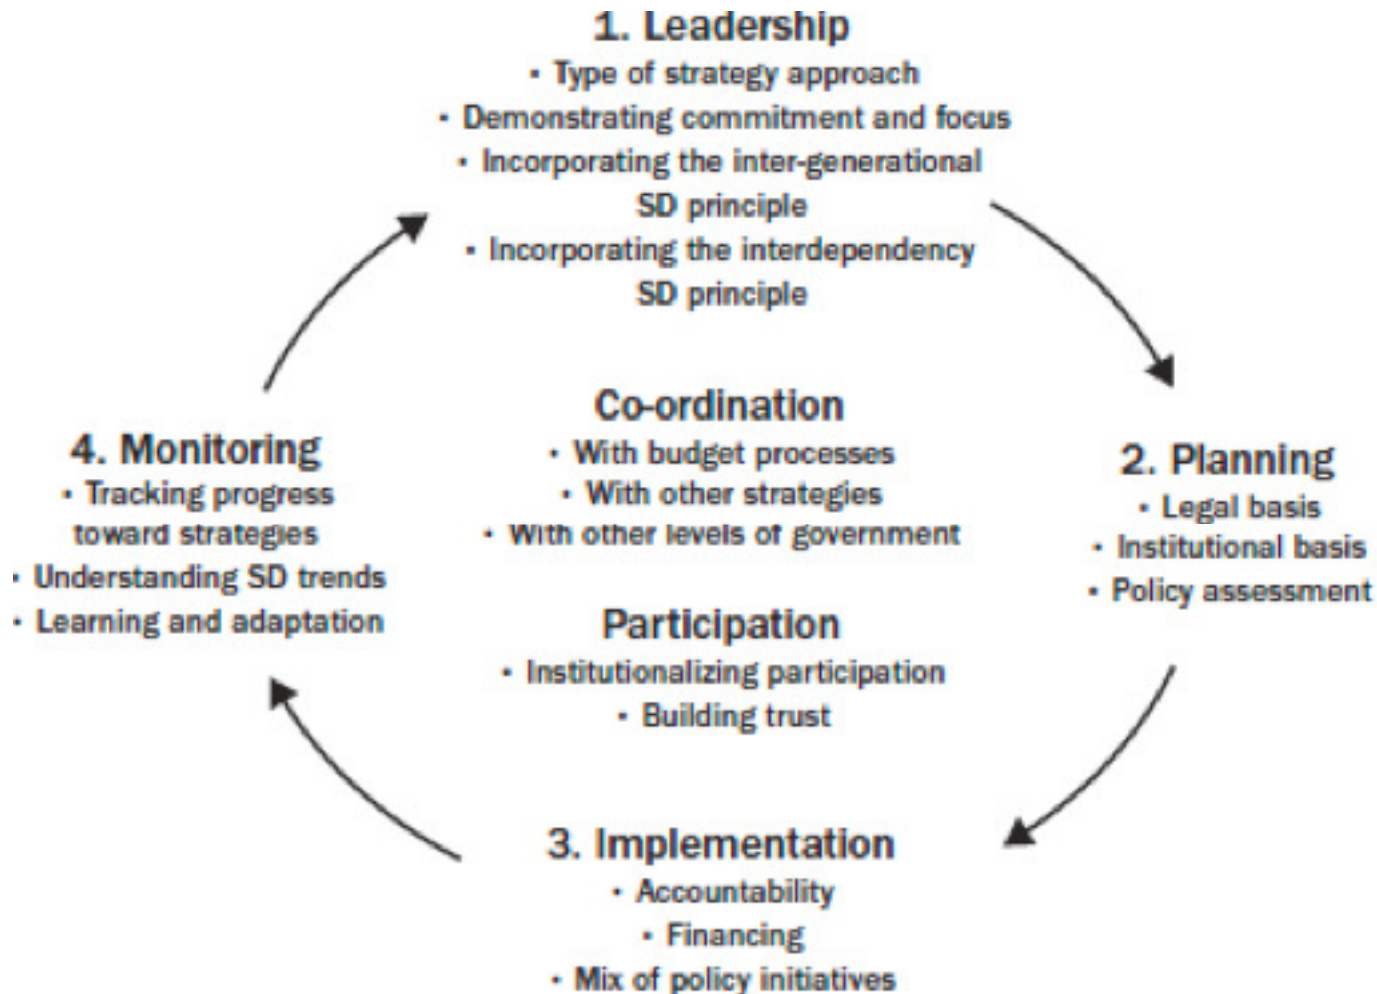 1. Leadership
• Type of strategy approach
• Demonstrating commitment and focus
• Incorporating the inter-generational
SD principle
• Incorporating the interdependency
SD principle
Co-ordination
• With budget processes
• With other strategies
• With other levels of government
2. Planning
• Legal basis
• Institutional basis
• Policy assessment
Participation
• Institutionalizing participation
• Building trust
3. Implementation
• Accountability
• Financing
• Mix of policy initiatives
4. Monitoring
• Tracking progress
toward strategies
• Understanding SD trends
• Learning and adaptation